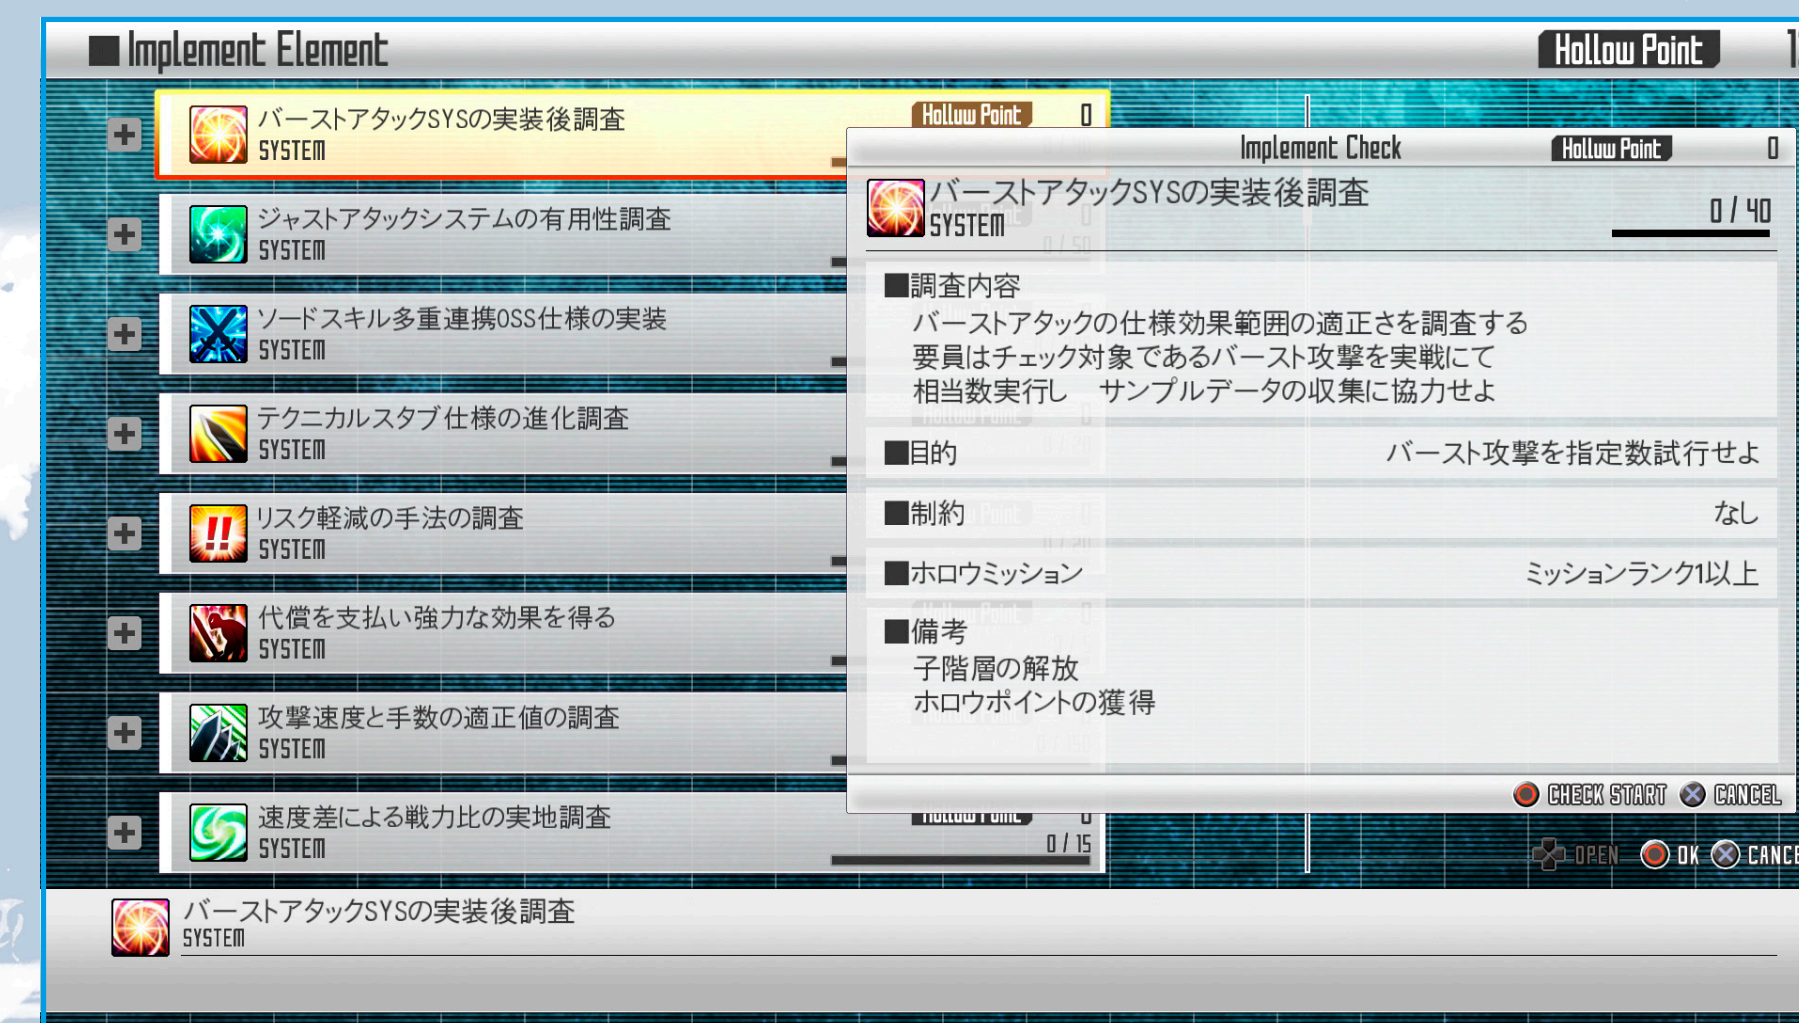 ■ Implement Element
Hollow Point
バーストアタックSYSの実装後調査
SYSTEM
Hollow Point 0
ジャストアタックシステムの有用性調査
SYSTEM
ソードスキル多重連携OSS仕様の実装
SYSTEM
テクニカルスタブ仕様の進化調査
SYSTEM
リスク軽減の手法の調査
SYSTEM
代償を支払い強力な効果を得る
SYSTEM
攻撃速度と手数の適正値の調査
SYSTEM
速度差による戦力比の実地調査
SYSTEM
Hollow Point 0
0 / 15
Implement Check Hollow Point 0
バーストアタックSYSの実装後調査
SYSTEM
0 / 40
■調査内容
バーストアタックの仕様効果範囲の適正さを調査する
要員はチェック対象であるバースト攻撃を実戦にて
相当数実行し　サンプルデータの収集に協力せよ
■目的 バースト攻撃を指定数試行せよ
■制約 なし
■ホロウミッション ミッションランク1以上
■備考
子階層の解放
ホロウポイントの獲得
CHECK START CANCEL
OPEN OK CANCE
バーストアタックSYSの実装後調査
SYSTEM